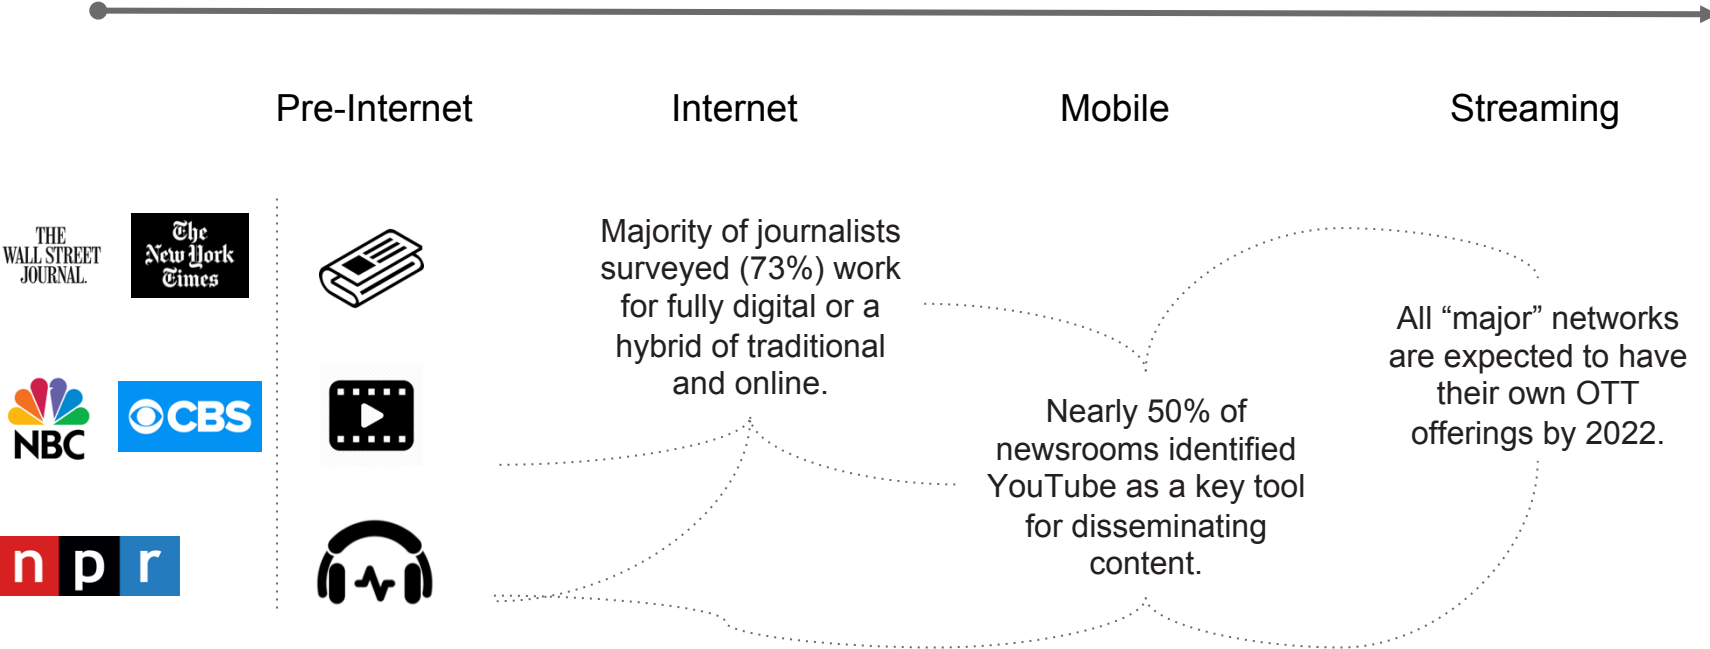 Pre-Internet
Internet
Mobile
Streaming
THE
WALL STREET
JOURNAL.
The
New York
Times
NBC
CBS
npr
Majority of journalists
surveyed (73%) work
for fully digital or a
hybrid of traditional
and online.
Nearly 50% of
newsrooms identified
YouTube as a key tool
for disseminating
content.
All “major” networks
are expected to have
their own OTT
offerings by 2022.